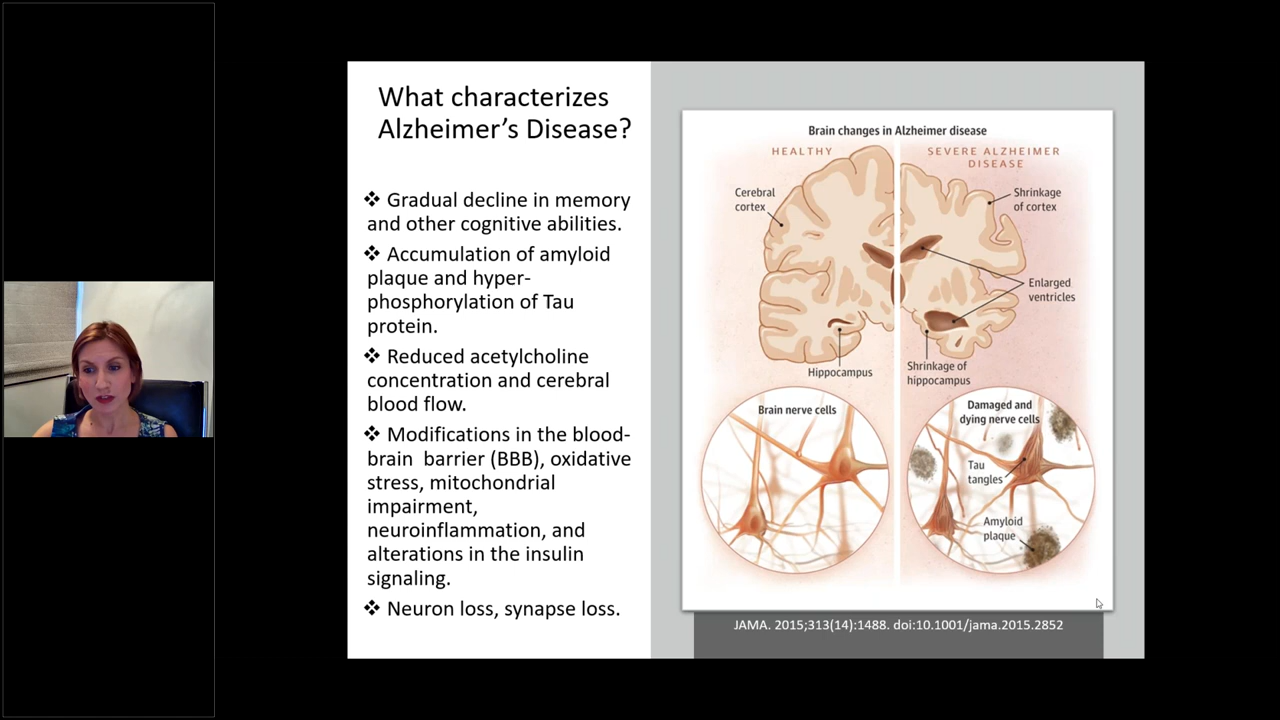 What characterizes
Alzheimer's Disease?
❖ Gradual decline in memory
and other cognitive abilities.
❖ Accumulation of amyloid
plaque and hyper-
phosphorylation of Tau
protein.
❖ Reduced acetylcholine
concentration and cerebral
blood flow.
❖ Modifications in the blood-
brain barrier (BBB), oxidative
stress, mitochondrial
impairment,
neuroinflammation, and
alterations in the insulin
signaling.
❖ Neuron loss, synapse loss.
Brain changes in Alzheimer disease
HEALTHY
SEVERE ALZHEIMER
DISEASE
Cerebral
cortex
Shrinkage
of cortex
Enlarged
ventricles
Hippocampus
Shrinkage of
hippocampus
Brain nerve cells
Damaged and
dying nerve cells
Tau
tangles
Amyloid
plaque
JAMA. 2015;313(14):1488. doi:10.1001/jama.2015.2852